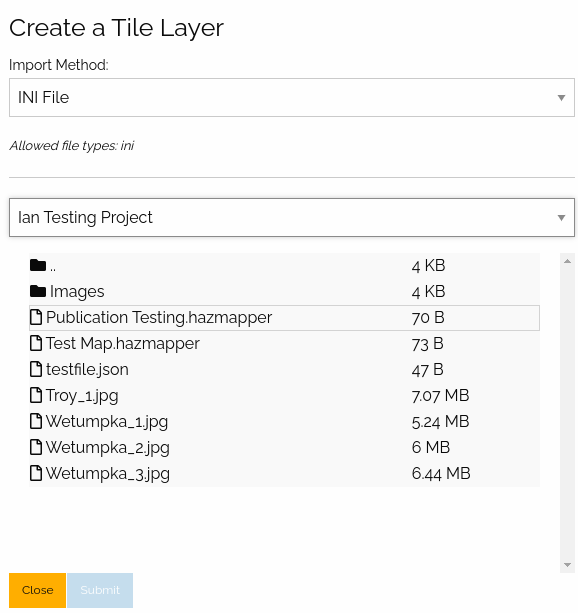 Create a Tile Layer
Import Method:
INI File
Allowed file types: ini
Ian Testing Project
.. 4 KB
Images 4 KB
Publication Testing.hazmapper 70 B
Test Map.hazmapper 73 B
testfile.json 47 B
Troy_1.jpg 7.07 MB
Wetumpka_1.jpg 5.24 MB
Wetumpka_2.jpg 6 MB
Wetumpka_3.jpg 6.44 MB
Close Submit